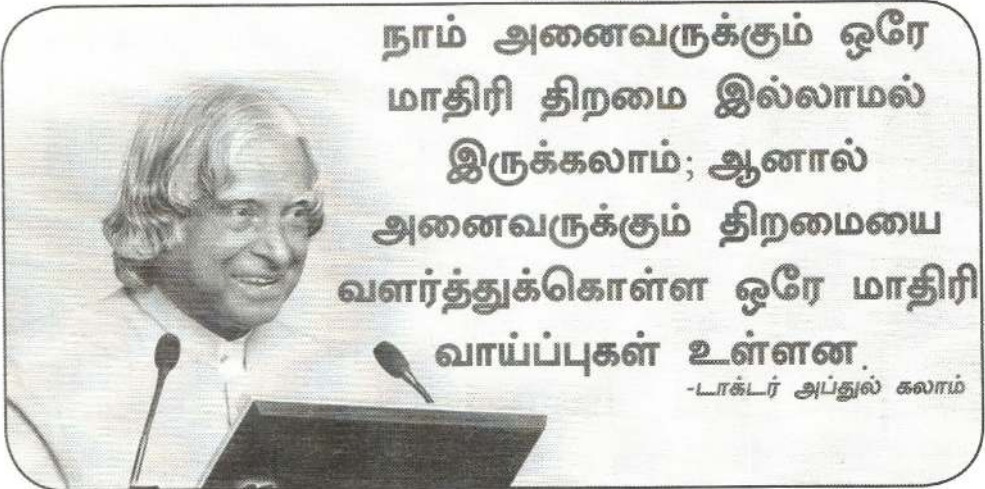 நாம் அனைவருக்கும் ஒரே
மாதிரி திறமை இல்லாமல்
இருக்கலாம்; ஆனால்
அனைவருக்கும் திறமையை
வளர்த்துக்கொள்ள ஒரே மாதிரி
வாய்ப்புகள் உள்ளன.
-டாக்டர் அப்துல் கலாம்